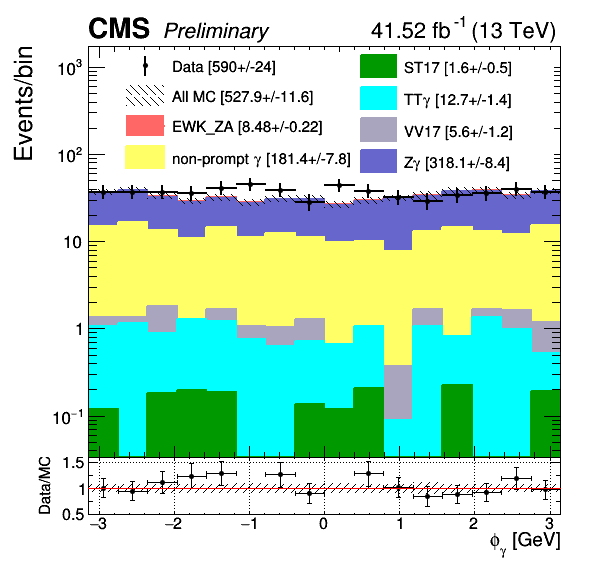 CMS Preliminary 41.52 fb⁻¹ (13 TeV)
Events/bin
Data [590+/-24]
All MC [527.9+/-11.6]
EWK_ZA [8.48+/-0.22]
non-prompt γ [181.4+/-7.8]
ST17 [1.6+/-0.5]
TTγ [12.7+/-1.4]
VV17 [5.6+/-1.2]
Zγ [318.1+/-8.4]
10³
10²
10
1
10⁻¹
Data/MC
1.5
1
0.5
−3 −2 −1 0 1 2 3
ϕγ [GeV]